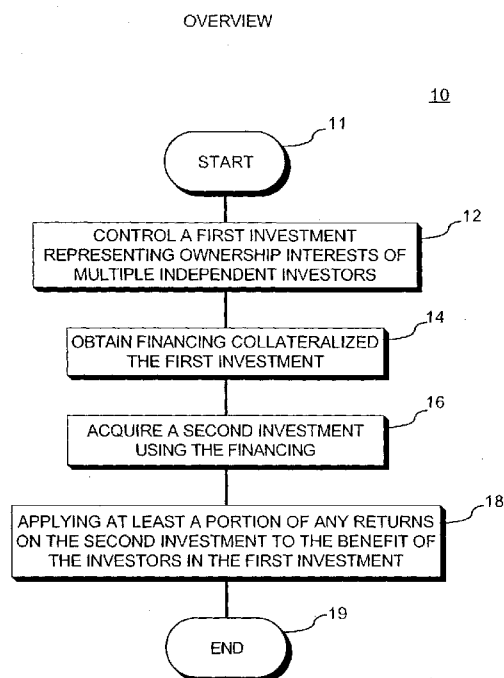 OVERVIEW
10
11
START
12
CONTROL A FIRST INVESTMENT
REPRESENTING OWNERSHIP INTERESTS OF
MULTIPLE INDEPENDENT INVESTORS
14
OBTAIN FINANCING COLLATERALIZED
THE FIRST INVESTMENT
16
ACQUIRE A SECOND INVESTMENT
USING THE FINANCING
18
APPLYING AT LEAST A PORTION OF ANY RETURNS
ON THE SECOND INVESTMENT TO THE BENEFIT OF
THE INVESTORS IN THE FIRST INVESTMENT
19
END